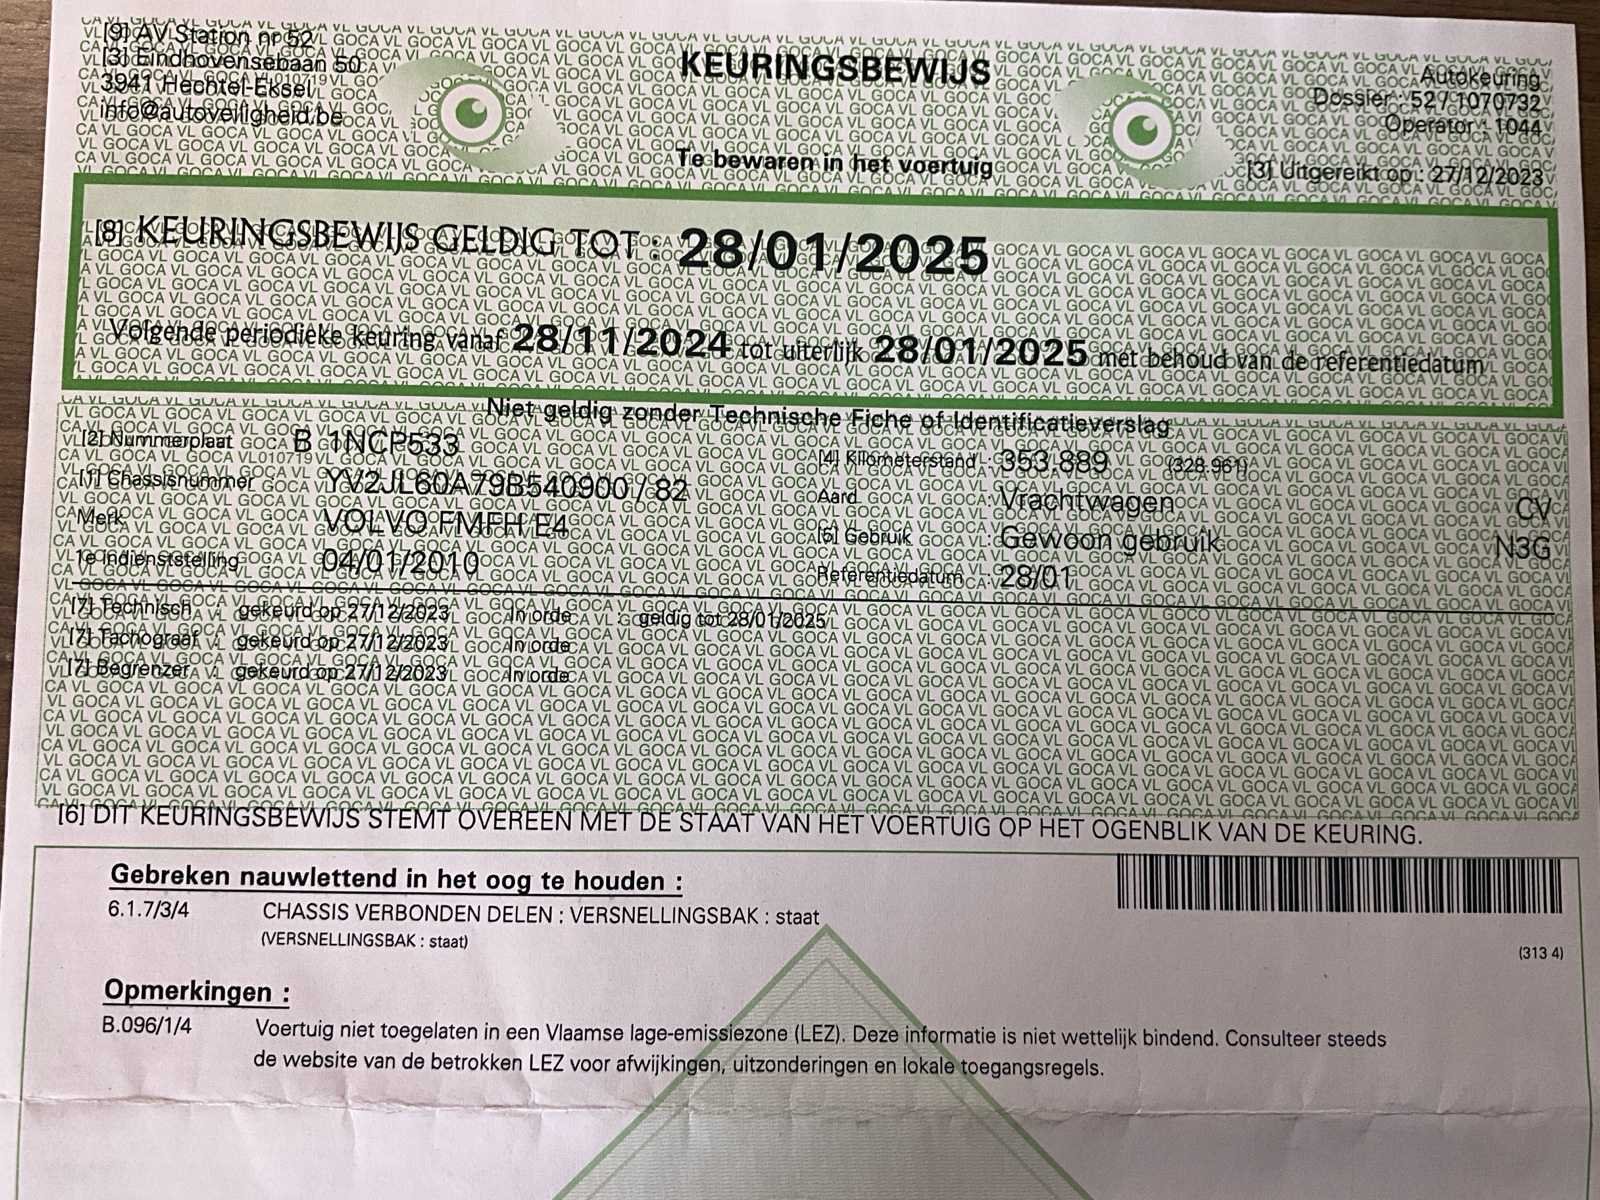 [9] AV Station nr 52
[3] Eindhovensebaan 50
3941 Hechtel-Eksel
info@autoveiligheid.be
KEURINGSBEWIJS
Te bewaren in het voertuig
Autokeuring
Dossier : 52 / 1070732
Operator : 1044
[3] Uitgereikt op : 27/12/2023
[8] KEURINGSBEWIJS GELDIG TOT : 28/01/2025
Volgende periodieke keuring vanaf 28/11/2024 tot uiterlijk 28/01/2025 met behoud van de referentiedatum
Niet geldig zonder Technische Fiche of Identificatieverslag
[2] Nummerplaat B 1NCP533
[4] Kilometerstand : 353.889 (328.961)
[1] Chassisnummer YV2JL60A79B540900 / 82
Aard : Vrachtwagen CV
Merk VOLVO FMFH E4
[5] Gebruik : Gewoon gebruik N3G
1e indienststelling 04/01/2010
Referentiedatum : 28/01
[7] Technisch gekeurd op 27/12/2023 In orde : geldig tot 28/01/2025
[7] Tachograaf gekeurd op 27/12/2023 In orde
[7] Begrenzer gekeurd op 27/12/2023 In orde
[6] DIT KEURINGSBEWIJS STEMT OVEREEN MET DE STAAT VAN HET VOERTUIG OP HET OGENBLIK VAN DE KEURING.
Gebreken nauwlettend in het oog te houden :
6.1.7/3/4 CHASSIS VERBONDEN DELEN : VERSNELLINGSBAK : staat
(VERSNELLINGSBAK : staat)
(313 4)
Opmerkingen :
B.096/1/4 Voertuig niet toegelaten in een Vlaamse lage-emissiezone (LEZ). Deze informatie is niet wettelijk bindend. Consulteer steeds
de website van de betrokken LEZ voor afwijkingen, uitzonderingen en lokale toegangsregels.